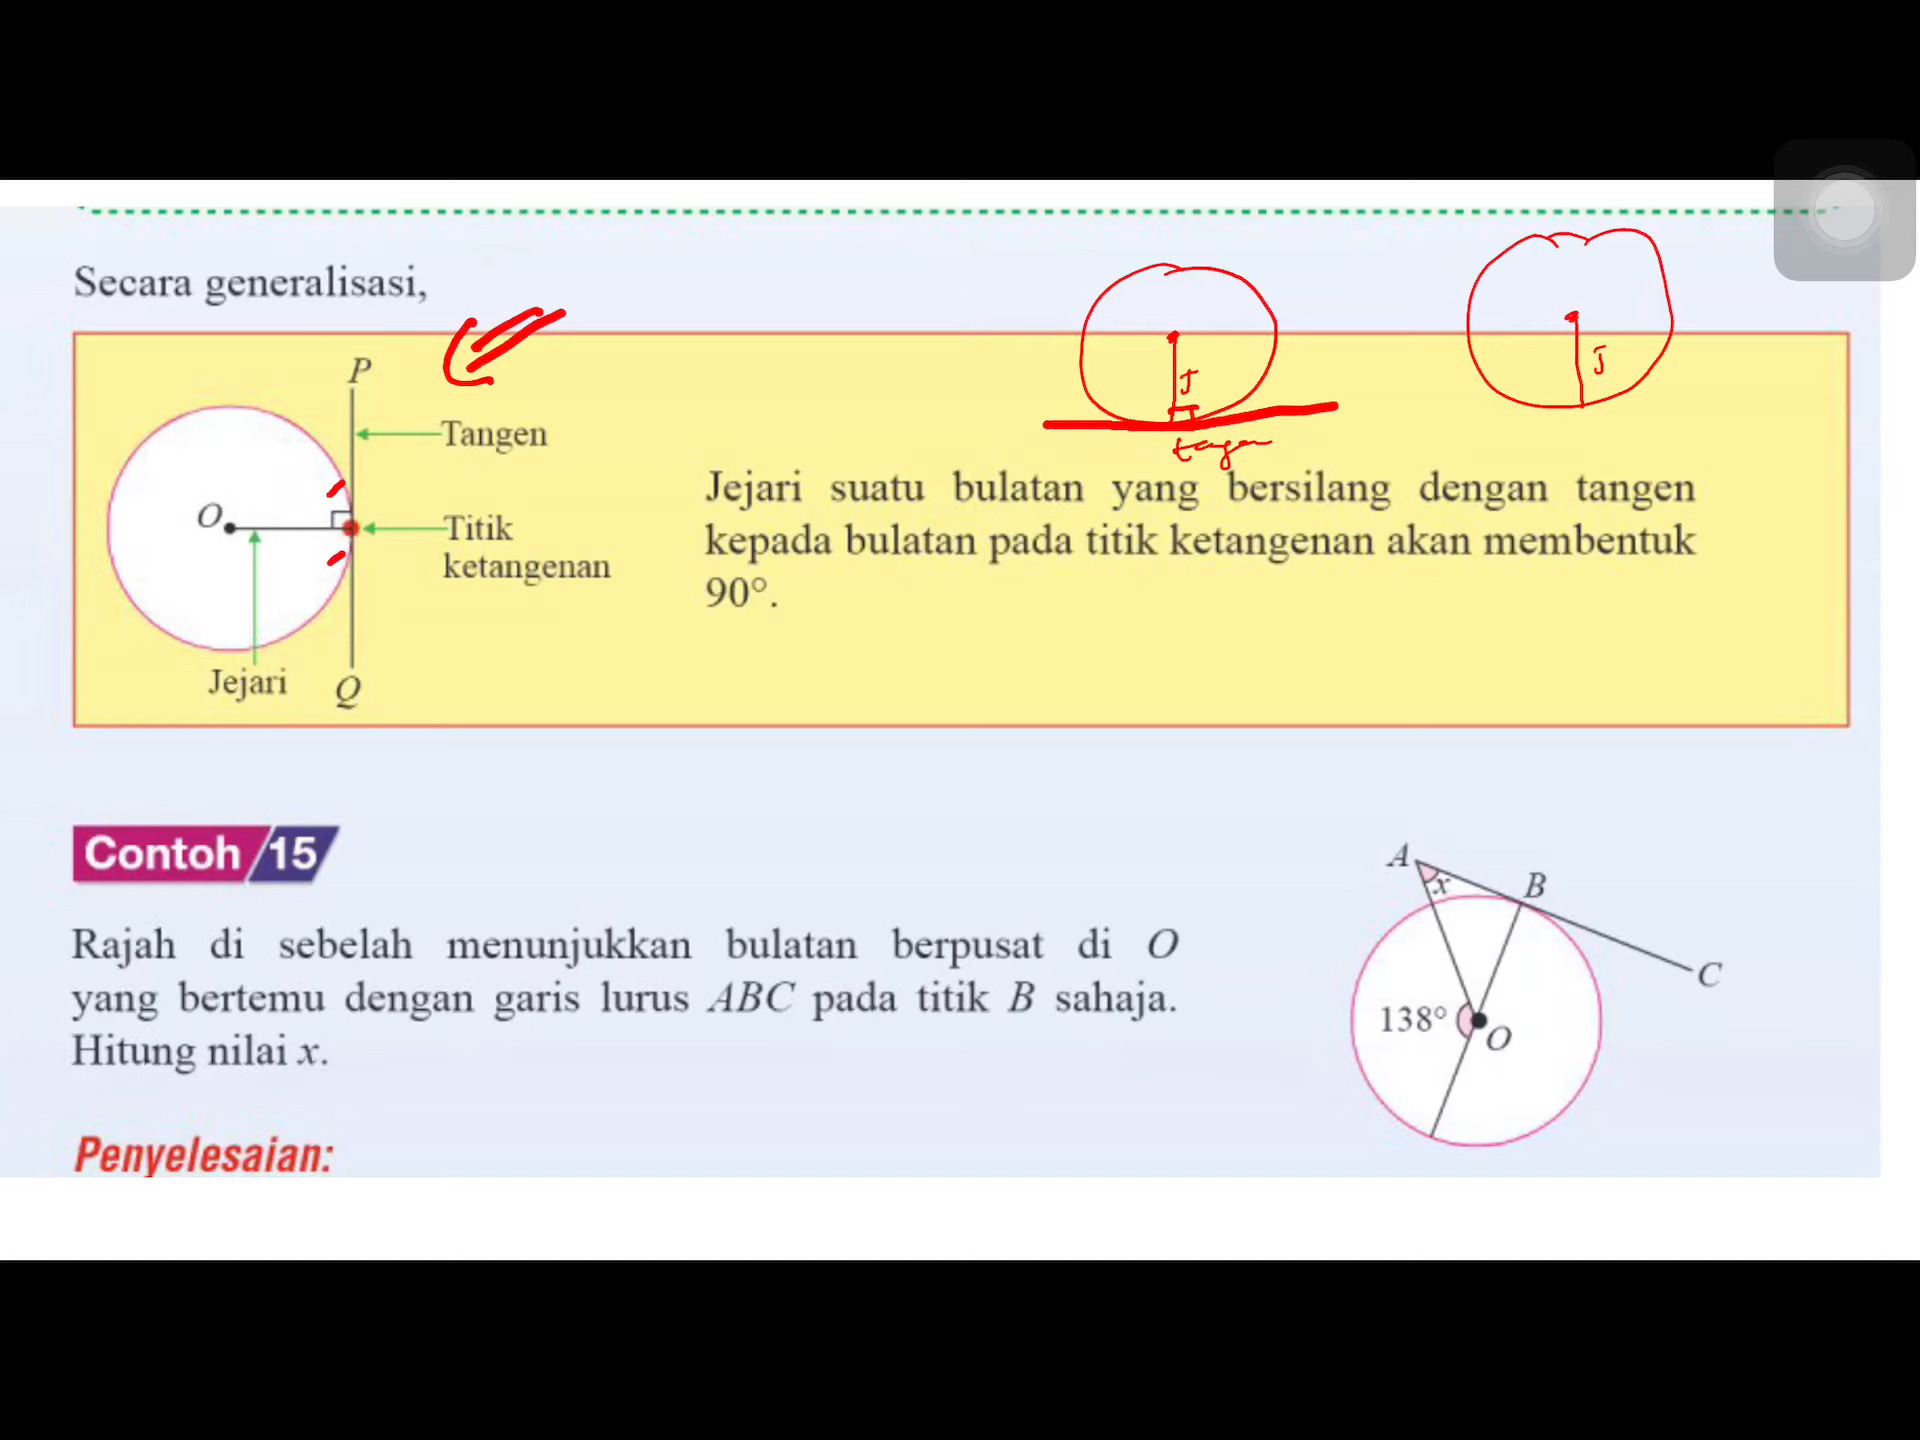 Secara generalisasi,
P
Tangen
O
Titik
ketangenan
Jejari
Q
J
J
Jejari suatu bulatan yang bersilang dengan tangen
kepada bulatan pada titik ketangenan akan membentuk
90°.
Contoh 15
Rajah di sebelah menunjukkan bulatan berpusat di O
yang bertemu dengan garis lurus ABC pada titik B sahaja.
Hitung nilai x.
A
x
B
C
138°
O
Penyelesaian: